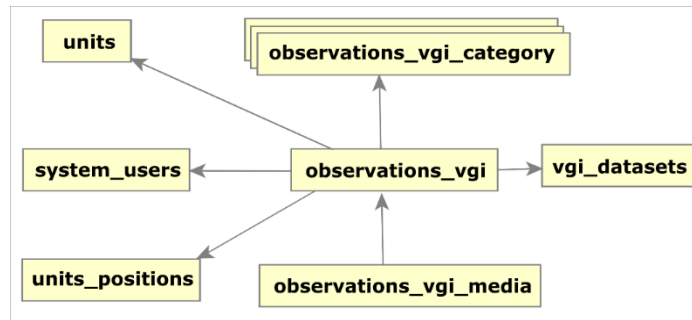 units
observations_vgi_category
system_users
observations_vgi
vgi_datasets
units_positions
observations_vgi_media